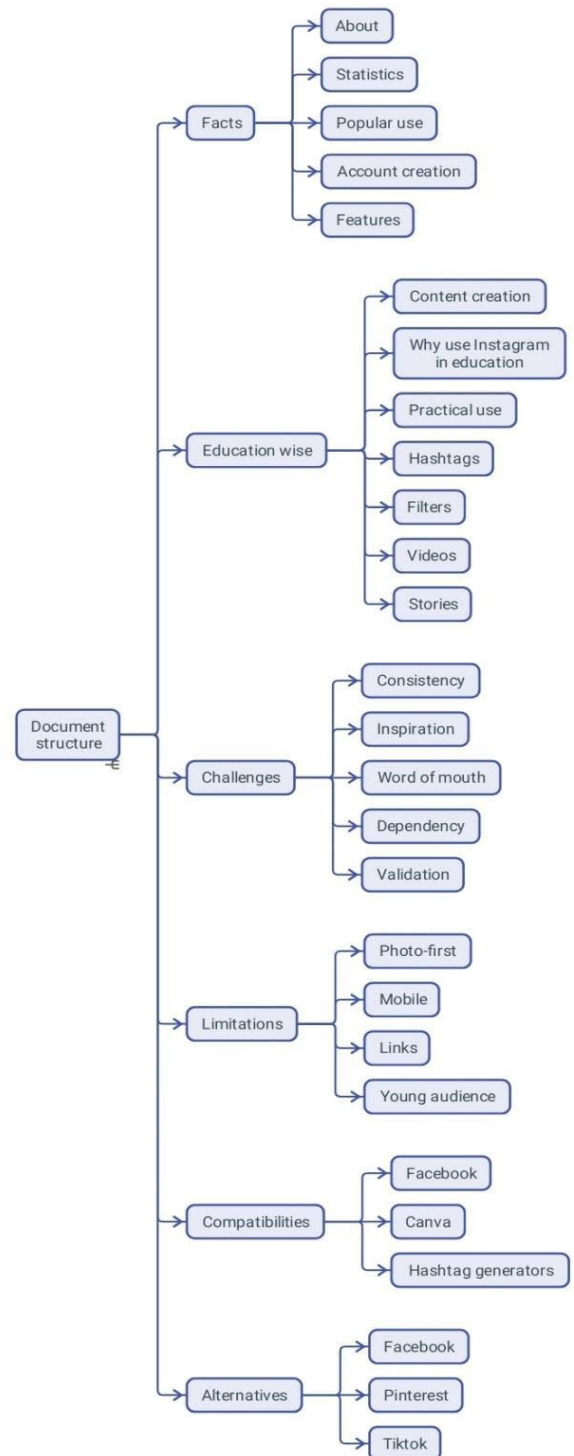 About
Statistics
Facts
Popular use
Account creation
Features
Content creation
Why use Instagram
in education
Practical use
Education wise
Hashtags
Filters
Videos
Stories
Document
structure
Consistency
Inspiration
Challenges
Word of mouth
Dependency
Validation
Photo-first
Mobile
Limitations
Links
Young audience
Facebook
Compatibilities
Canva
Hashtag generators
Facebook
Alternatives
Pinterest
Tiktok